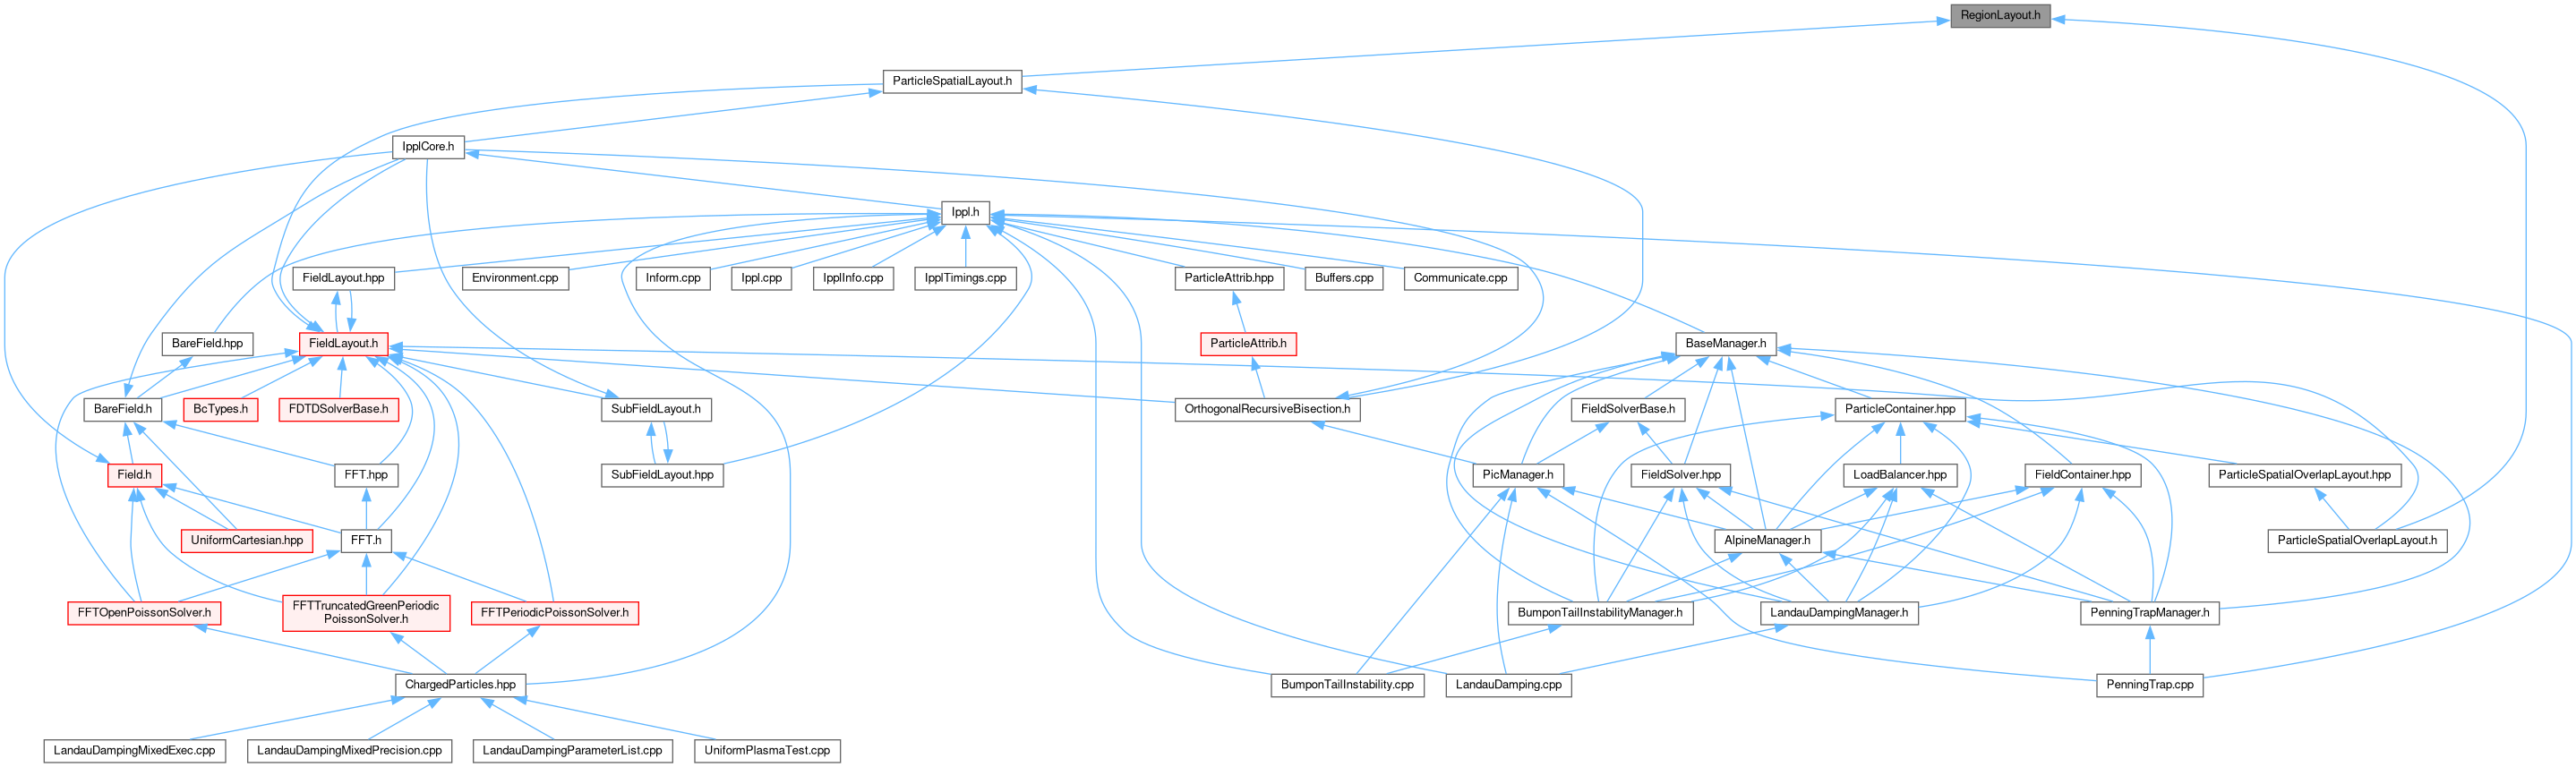 RegionLayout.h
ParticleSpatialLayout.h
IpplCore.h
Ippl.h
FieldLayout.hpp
Environment.cpp
Inform.cpp
Ippl.cpp
IpplInfo.cpp
IpplTimings.cpp
ParticleAttrib.hpp
Buffers.cpp
Communicate.cpp
BareField.hpp
FieldLayout.h
ParticleAttrib.h
BaseManager.h
BareField.h
BcTypes.h
FDTDSolverBase.h
SubFieldLayout.h
OrthogonalRecursiveBisection.h
FieldSolverBase.h
ParticleContainer.hpp
Field.h
FFT.hpp
SubFieldLayout.hpp
PicManager.h
FieldSolver.hpp
LoadBalancer.hpp
FieldContainer.hpp
ParticleSpatialOverlapLayout.hpp
UniformCartesian.hpp
FFT.h
AlpineManager.h
ParticleSpatialOverlapLayout.h
FFTOpenPoissonSolver.h
FFTTruncatedGreenPeriodic
PoissonSolver.h
FFTPeriodicPoissonSolver.h
BumponTailInstabilityManager.h
LandauDampingManager.h
PenningTrapManager.h
ChargedParticles.hpp
BumponTailInstability.cpp
LandauDamping.cpp
PenningTrap.cpp
LandauDampingMixedExec.cpp
LandauDampingMixedPrecision.cpp
LandauDampingParameterList.cpp
UniformPlasmaTest.cpp